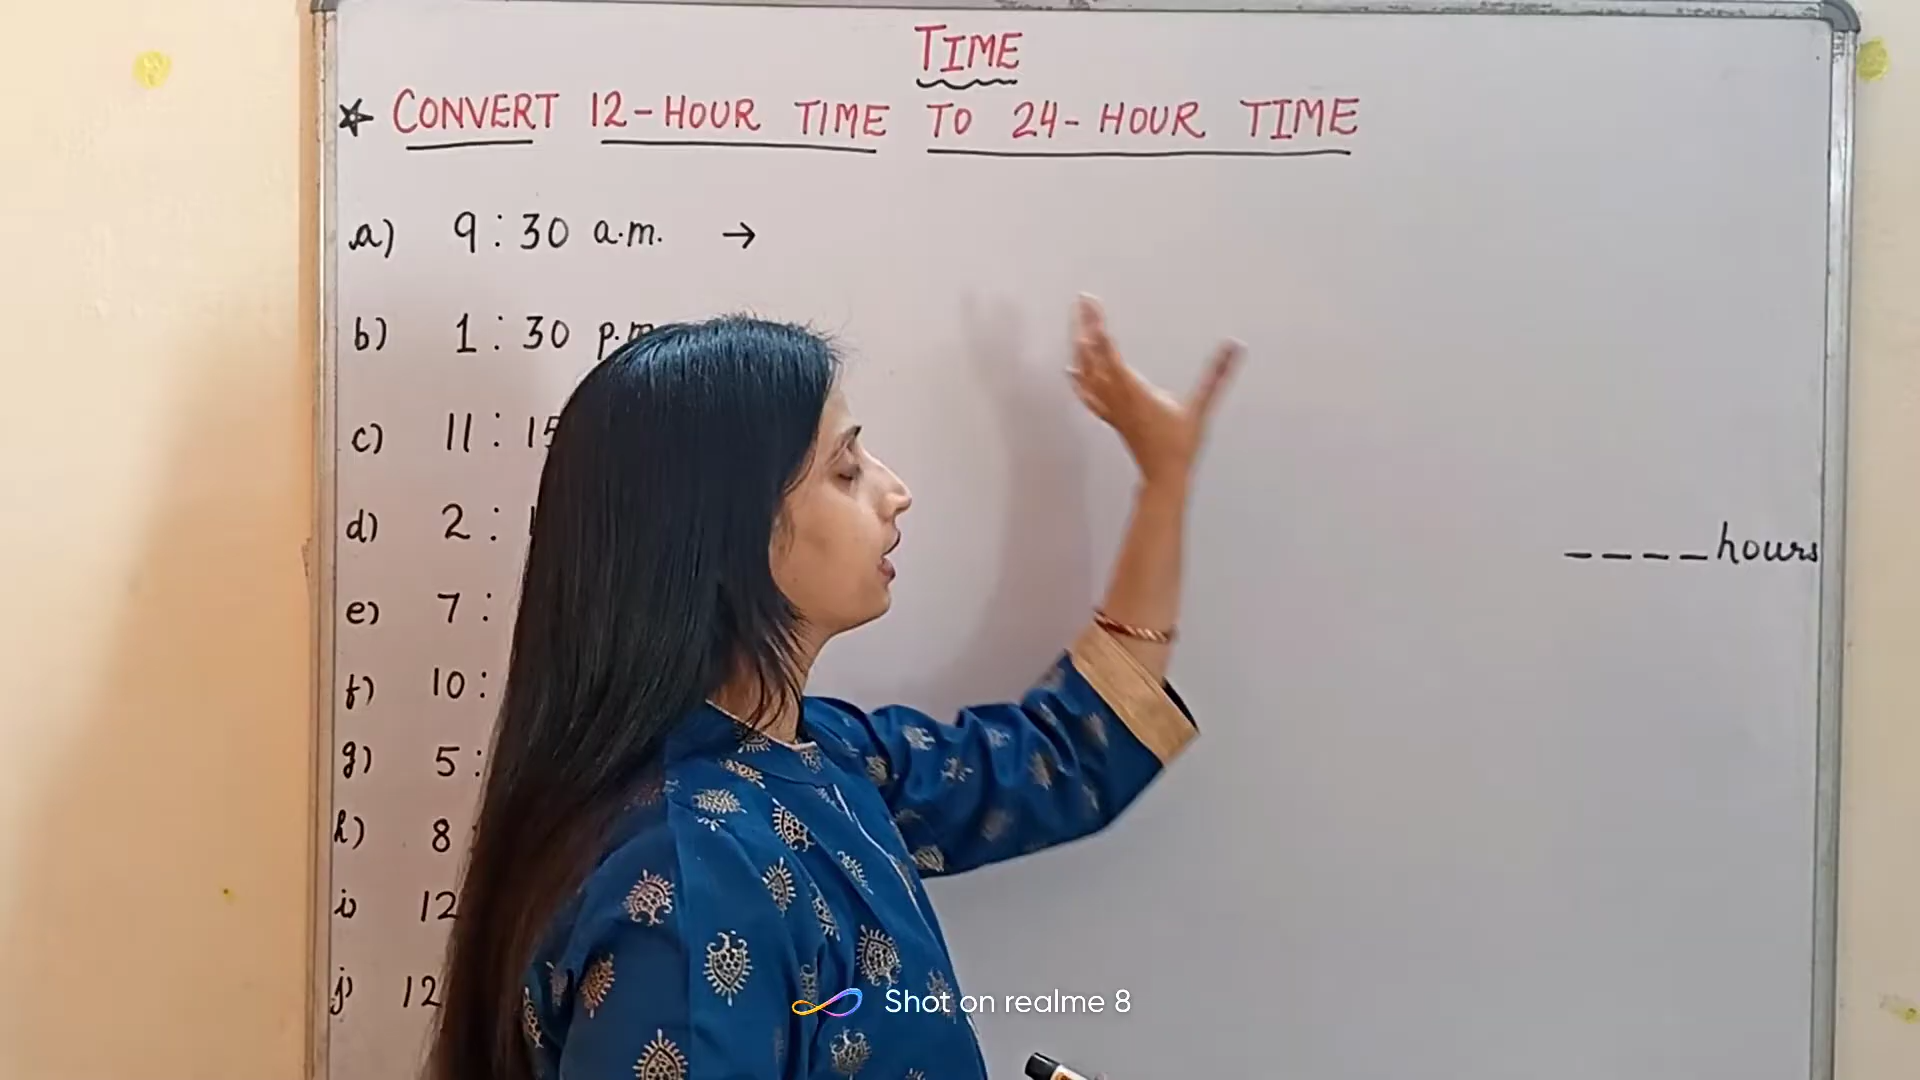 TIME
CONVERT 12-HOUR TIME TO 24-HOUR TIME
a) 9:30 a.m. →
b) 1:30
c) 11:15
d) 2:
e) 7:
f) 10:
g) 5:
h) 8
i) 12
j) 12
_ _ _ _ hours
Shot on realme 8